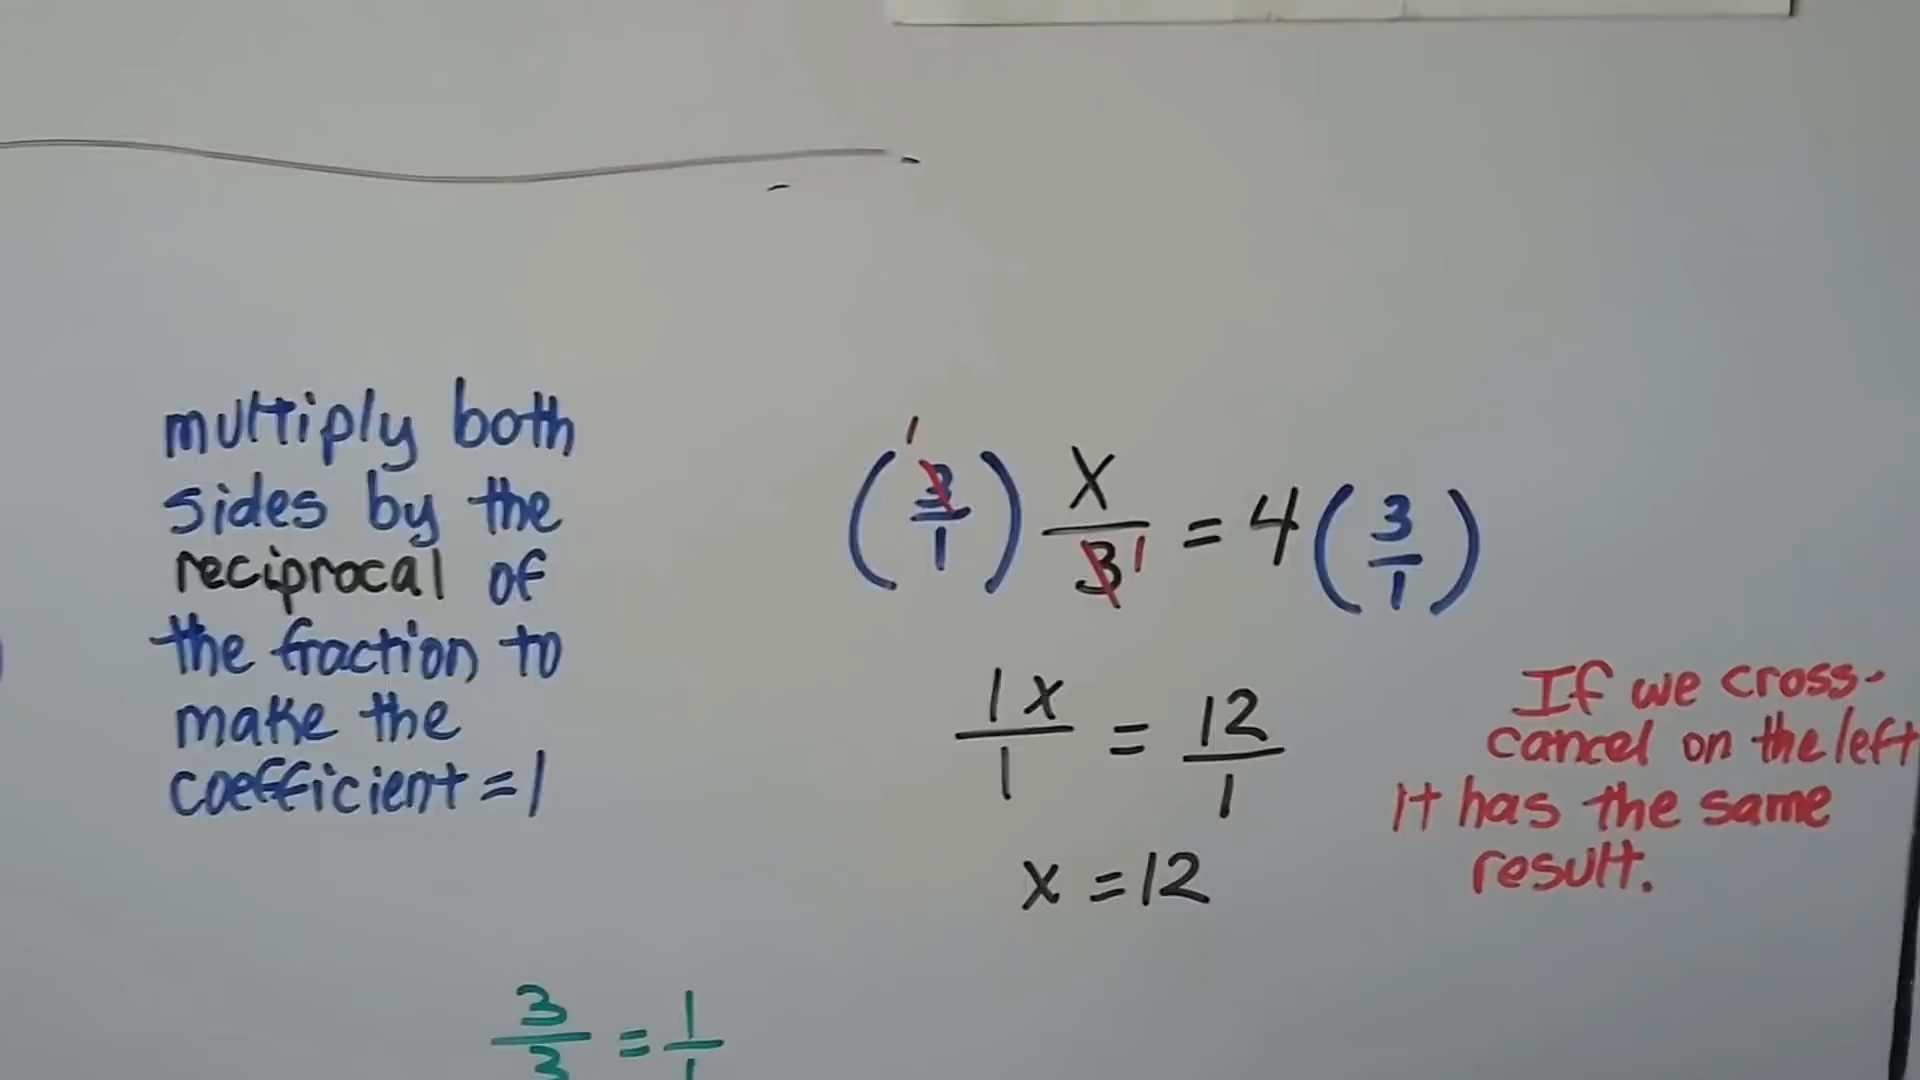 multiply both
sides by the
reciprocal of
the fraction to
make the
coefficient = 1
1
(3/1) x/3 1 = 4 (3/1)
1x/1 = 12/1
x = 12
If we cross-
cancel on the left
it has the same
result.
3/3 = 1/1